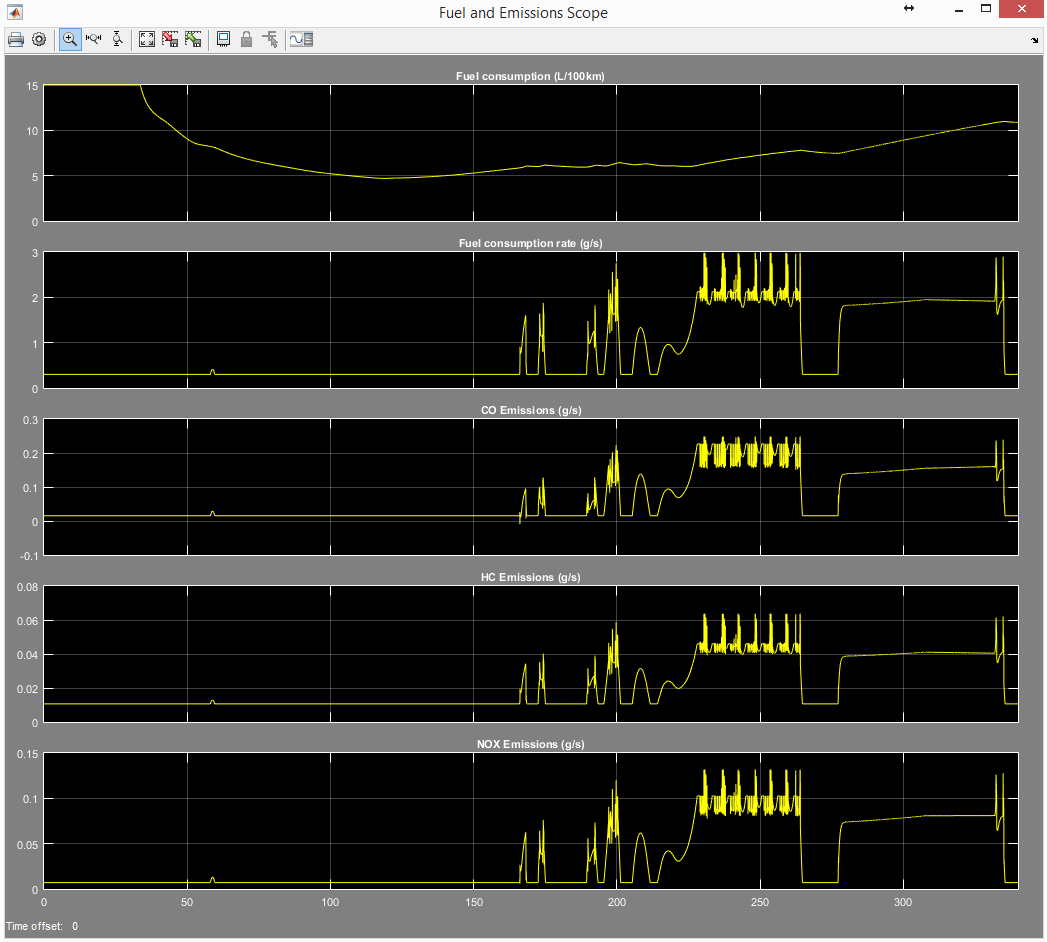 Fuel and Emissions Scope
Fuel consumption (L/100km)
15
10
5
0
Fuel consumption rate (g/s)
3
2
1
0
CO Emissions (g/s)
0.3
0.2
0.1
0
-0.1
HC Emissions (g/s)
0.08
0.06
0.04
0.02
0
NOX Emissions (g/s)
0.15
0.1
0.05
0
0 50 100 150 200 250 300
Time offset: 0